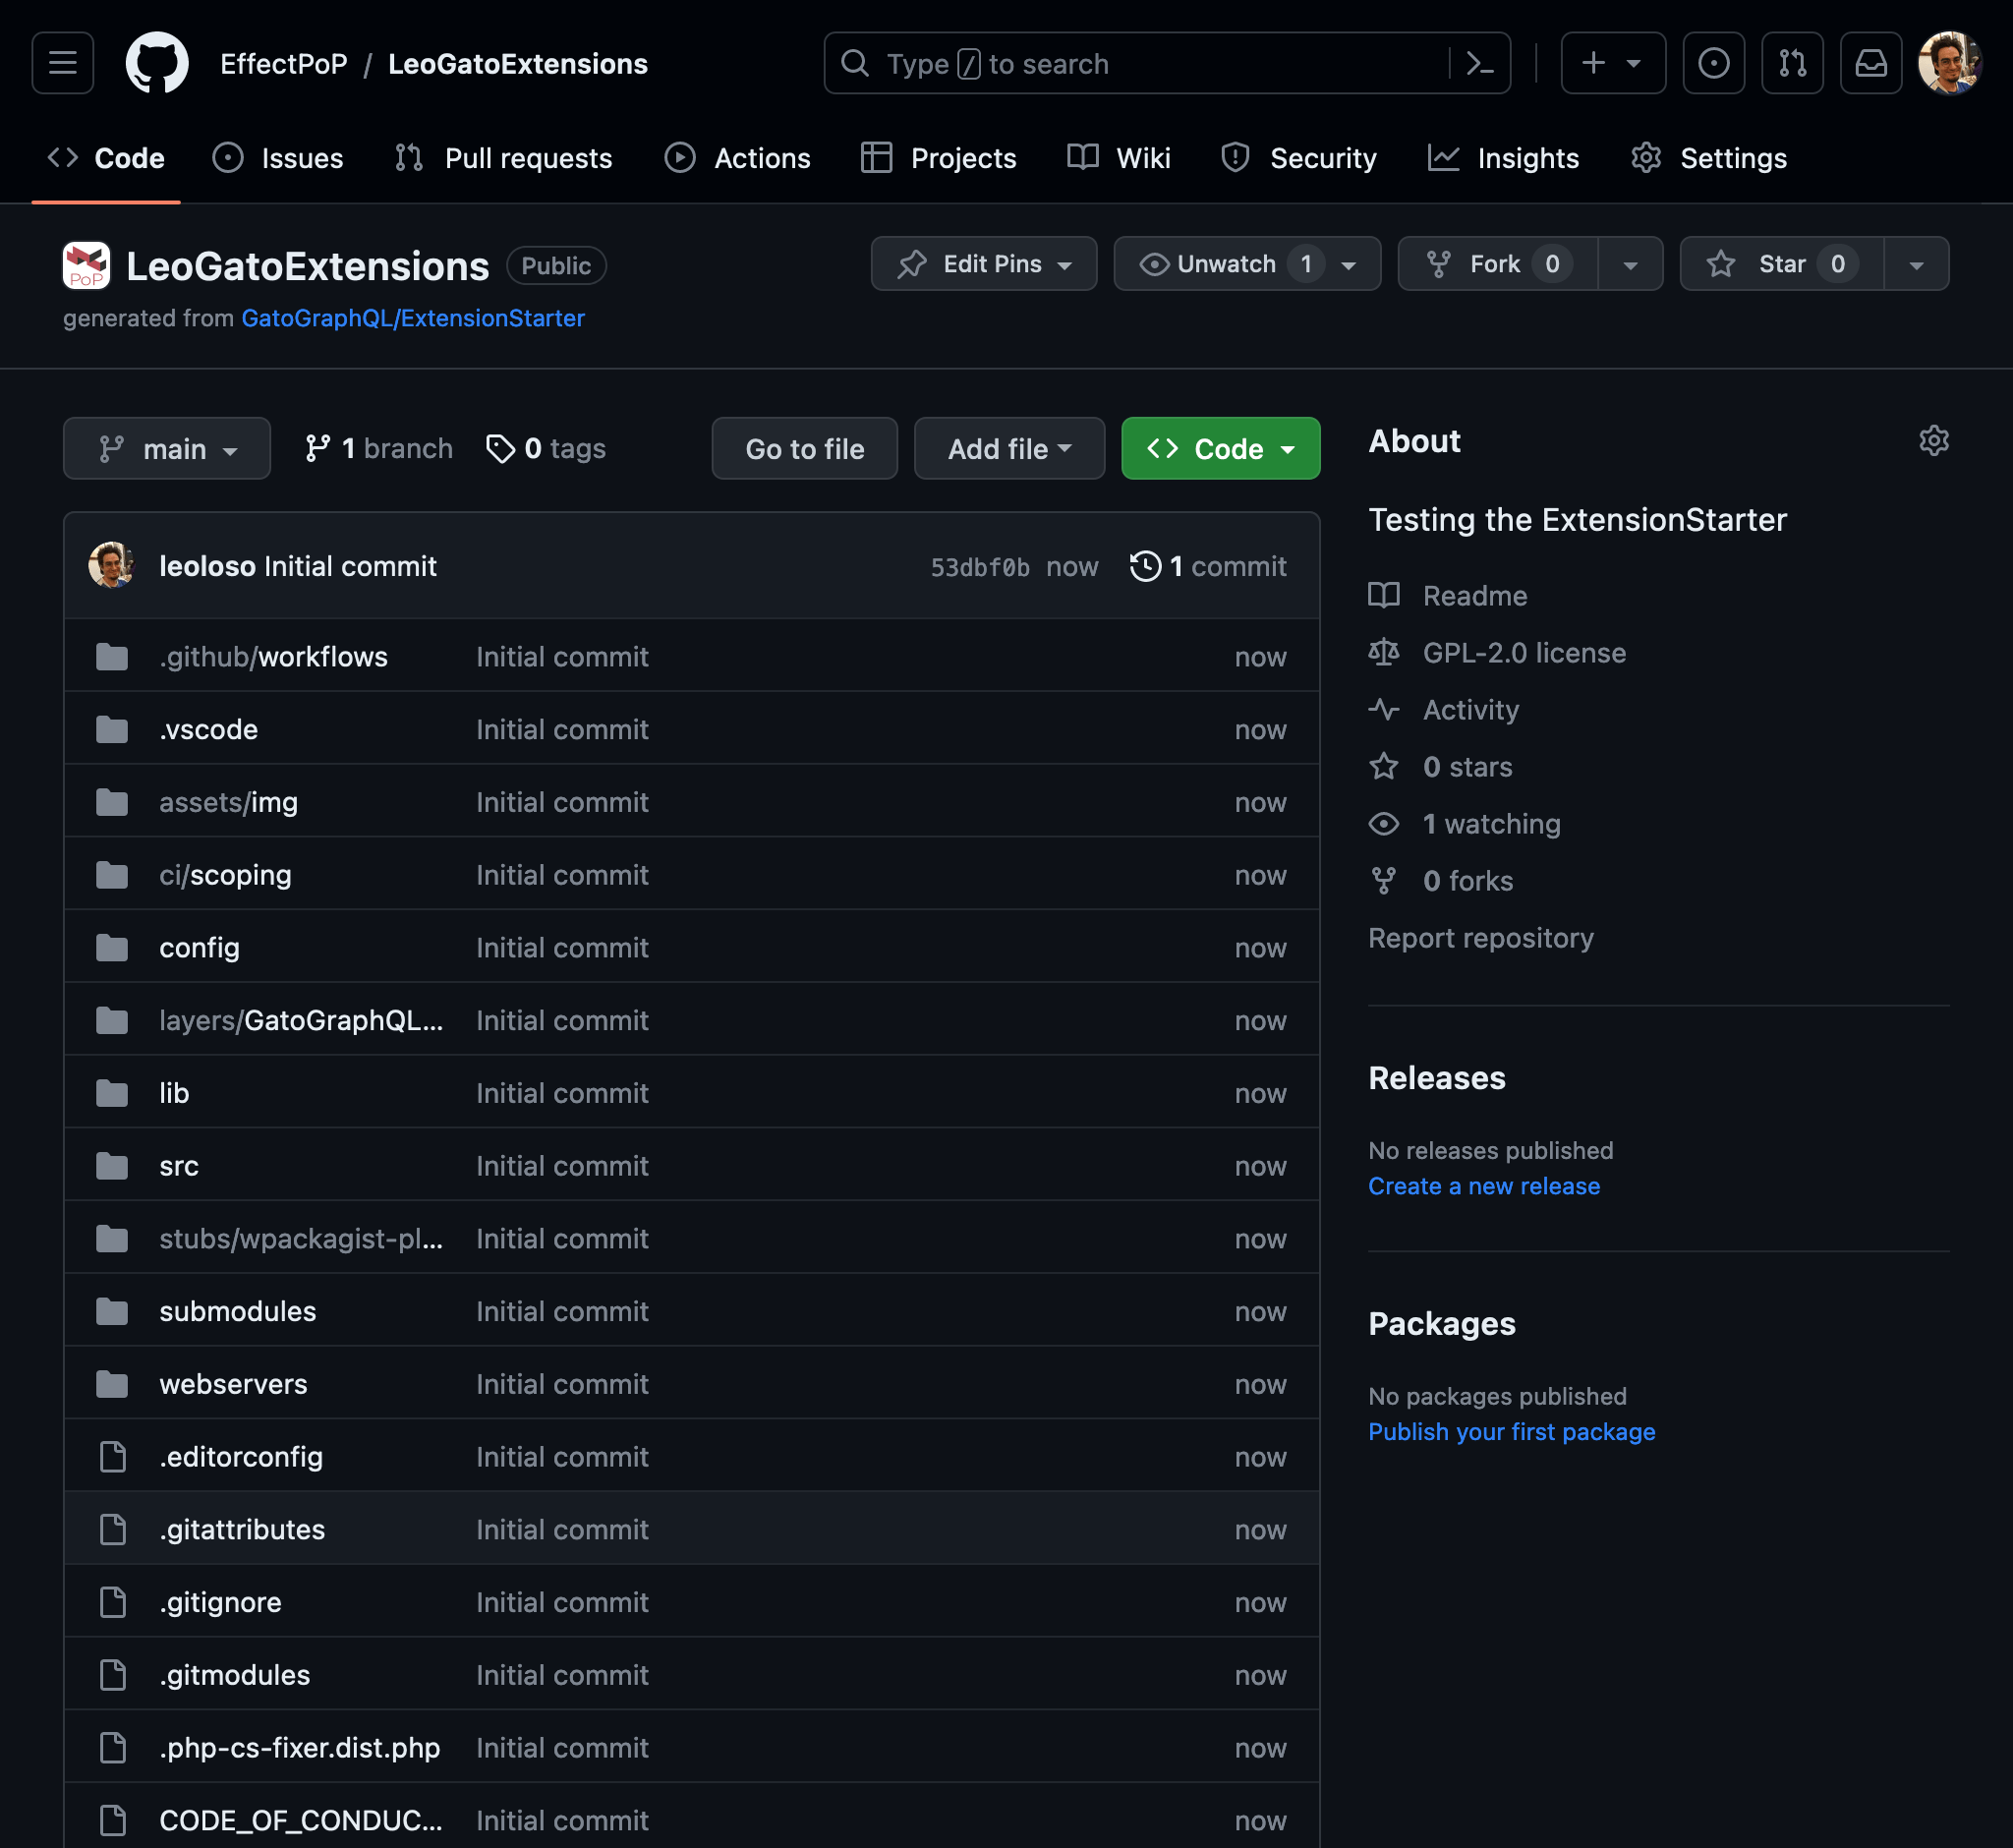 EffectPoP / LeoGatoExtensions
Type / to search
Code Issues Pull requests Actions Projects Wiki Security Insights Settings
PoP LeoGatoExtensions Public Edit Pins Unwatch 1 Fork 0 Star 0
generated from GatoGraphQL/ExtensionStarter
main 1 branch 0 tags Go to file Add file Code
leoloso Initial commit 53dbf0b now 1 commit
.github/workflows Initial commit now
.vscode Initial commit now
assets/img Initial commit now
ci/scoping Initial commit now
config Initial commit now
layers/GatoGraphQL... Initial commit now
lib Initial commit now
src Initial commit now
stubs/wpackagist-pl... Initial commit now
submodules Initial commit now
webservers Initial commit now
.editorconfig Initial commit now
.gitattributes Initial commit now
.gitignore Initial commit now
.gitmodules Initial commit now
.php-cs-fixer.dist.php Initial commit now
CODE_OF_CONDUC... Initial commit now
About
Testing the ExtensionStarter
Readme
GPL-2.0 license
Activity
0 stars
1 watching
0 forks
Report repository
Releases
No releases published
Create a new release
Packages
No packages published
Publish your first package